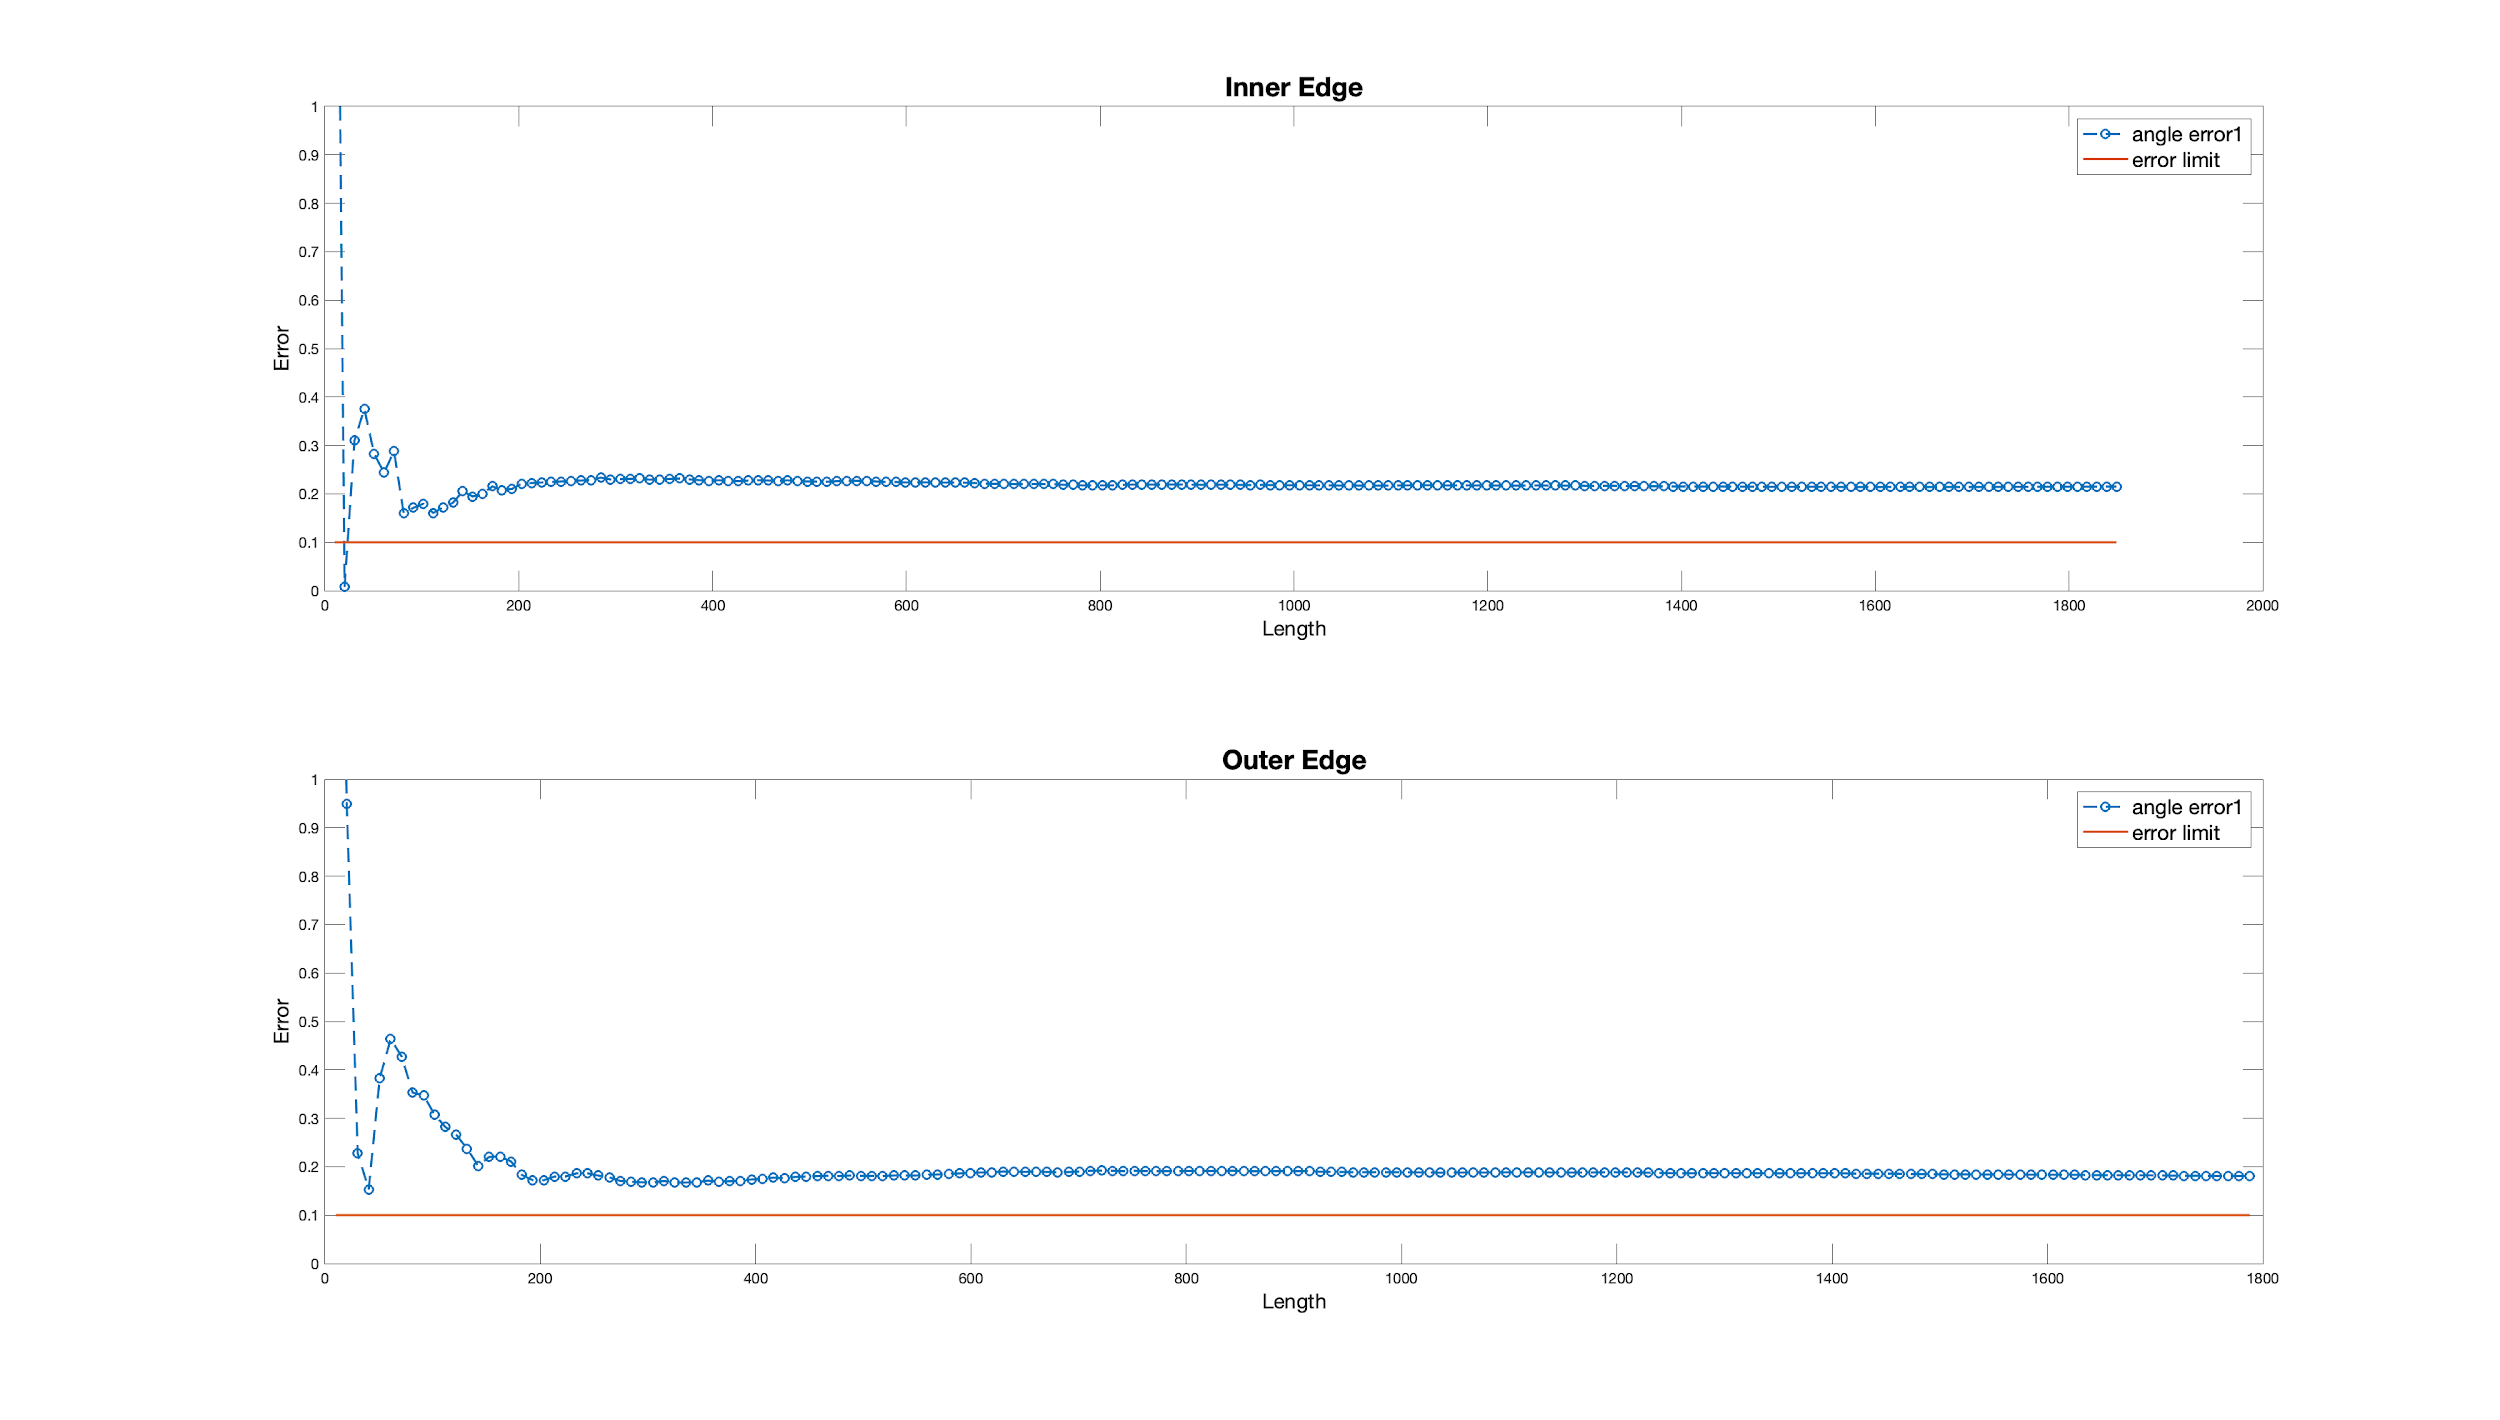 Inner Edge
1
0.9
0.8
0.7
0.6
0.5
0.4
0.3
0.2
0.1
0
Error
angle error1
error limit
0 200 400 600 800 1000 1200 1400 1600 1800 2000
Length
Outer Edge
1
0.9
0.8
0.7
0.6
0.5
0.4
0.3
0.2
0.1
0
Error
angle error1
error limit
0 200 400 600 800 1000 1200 1400 1600 1800
Length